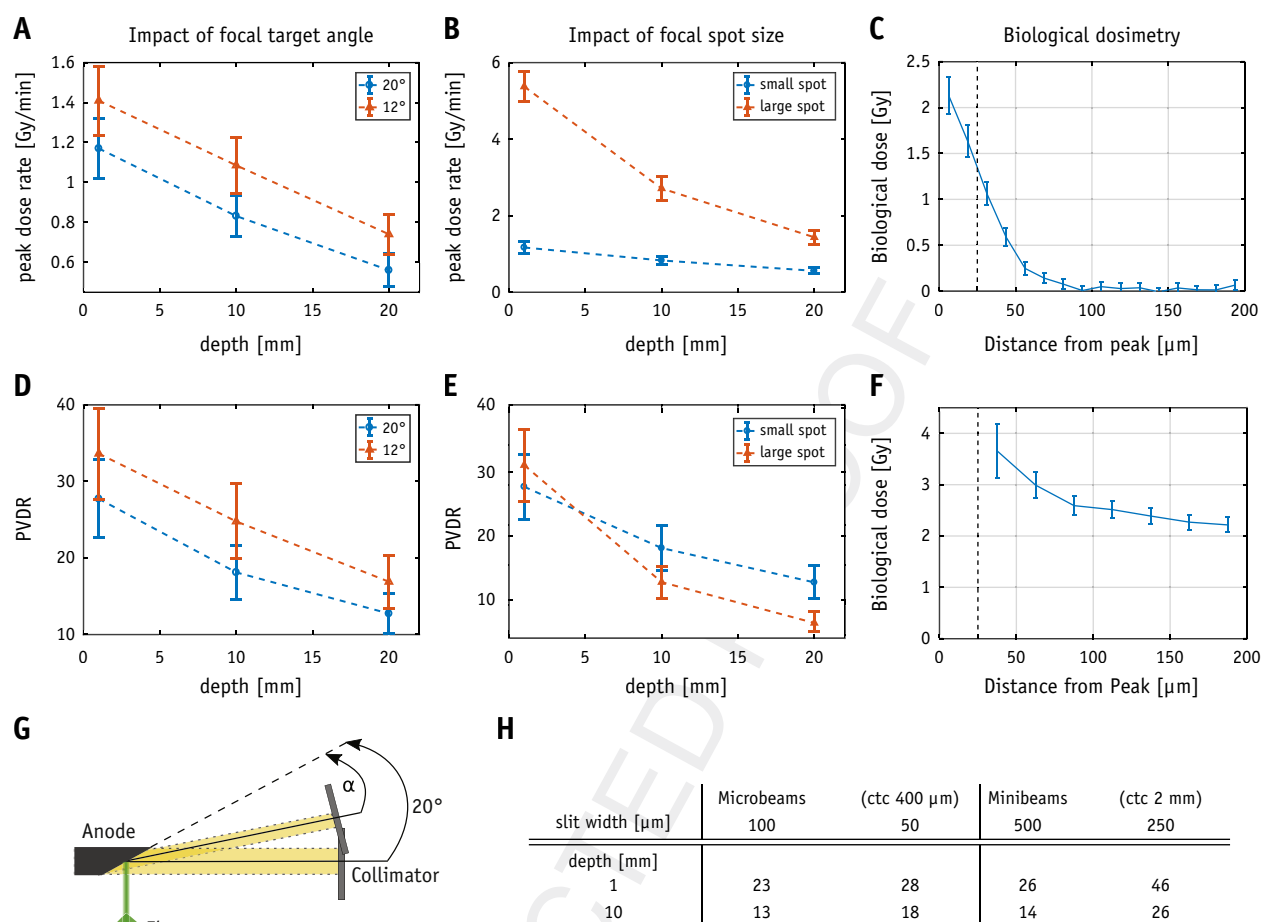 A
Impact of focal target angle
peak dose rate [Gy/min]
1.6
1.4
1.2
1
0.8
0.6
20°
12°
0
5
10
15
20
depth [mm]
B
Impact of focal spot size
peak dose rate [Gy/min]
6
4
2
0
small spot
large spot
0
5
10
15
20
depth [mm]
C
Biological dosimetry
Biological dose [Gy]
2.5
2
1.5
1
0.5
0
0
50
100
150
200
Distance from peak [µm]
D
PVDR
40
30
20
10
20°
12°
0
5
10
15
20
depth [mm]
E
PVDR
40
30
20
10
small spot
large spot
0
5
10
15
20
depth [mm]
F
Biological dose [Gy]
4
3
2
1
0
0
50
100
150
200
Distance from Peak [µm]
G
α
20°
Anode
Collimator
H
Microbeams (ctc 400 µm) Minibeams (ctc 2 mm)
slit width [µm] 100 50 500 250
depth [mm]
1 23 28 26 46
10 13 18 14 26